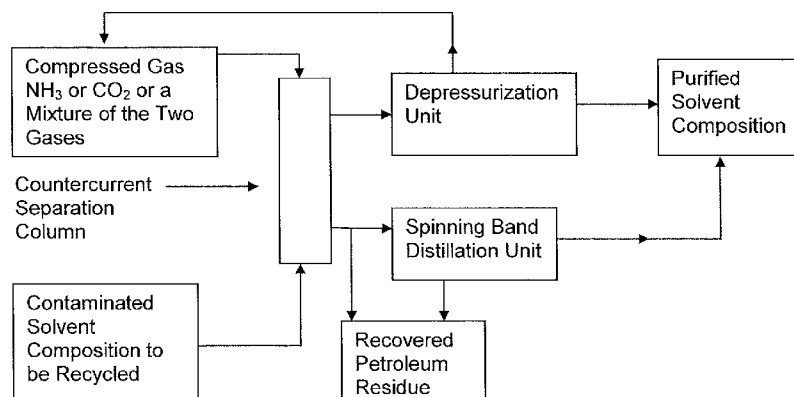 Compressed Gas
NH₃ or CO₂ or a
Mixture of the Two
Gases
Depressurization
Unit
Purified
Solvent
Composition
Countercurrent
Separation
Column
Spinning Band
Distillation Unit
Contaminated
Solvent
Composition to
be Recycled
Recovered
Petroleum
Residue